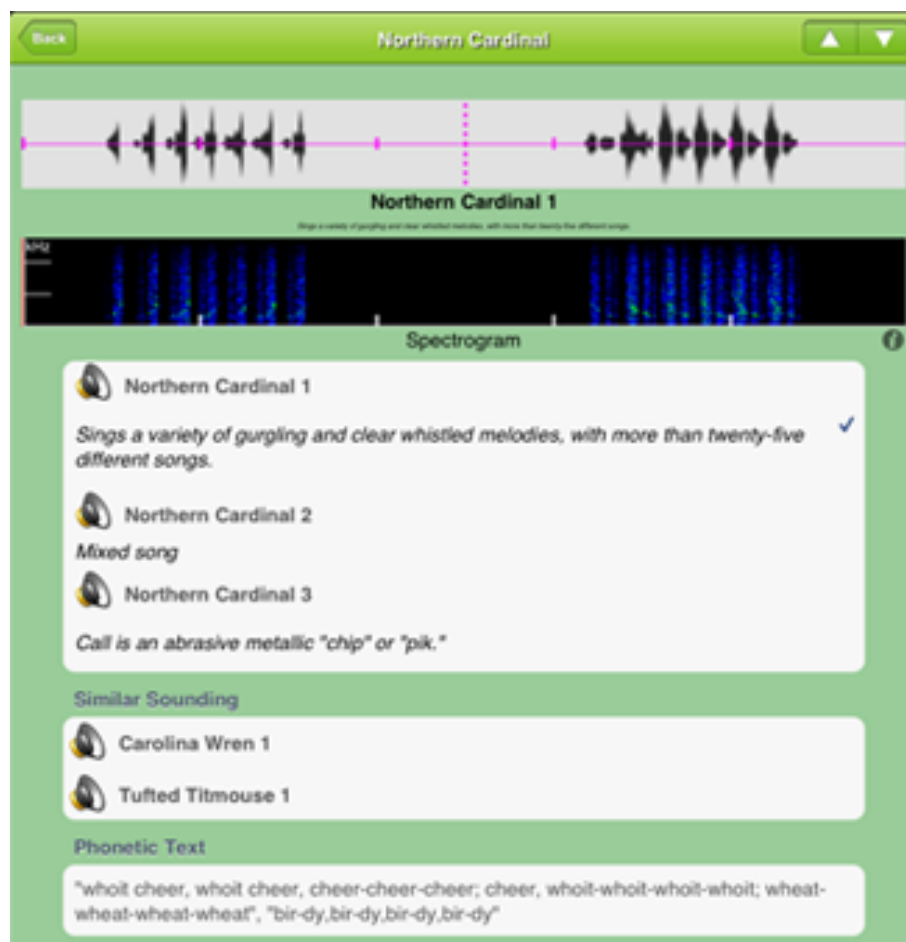 Back
Northern Cardinal
Northern Cardinal 1
Sings a variety of gurgling and clear whistled melodies, with more than twenty-five different songs.
kHz
Spectrogram
Northern Cardinal 1
Sings a variety of gurgling and clear whistled melodies, with more than twenty-five
different songs.
Northern Cardinal 2
Mixed song
Northern Cardinal 3
Call is an abrasive metallic "chip" or "pik."
Similar Sounding
Carolina Wren 1
Tufted Titmouse 1
Phonetic Text
"whoit cheer, whoit cheer, cheer-cheer-cheer; cheer, whoit-whoit-whoit-whoit; wheat-
wheat-wheat-wheat", "bir-dy,bir-dy,bir-dy,bir-dy"